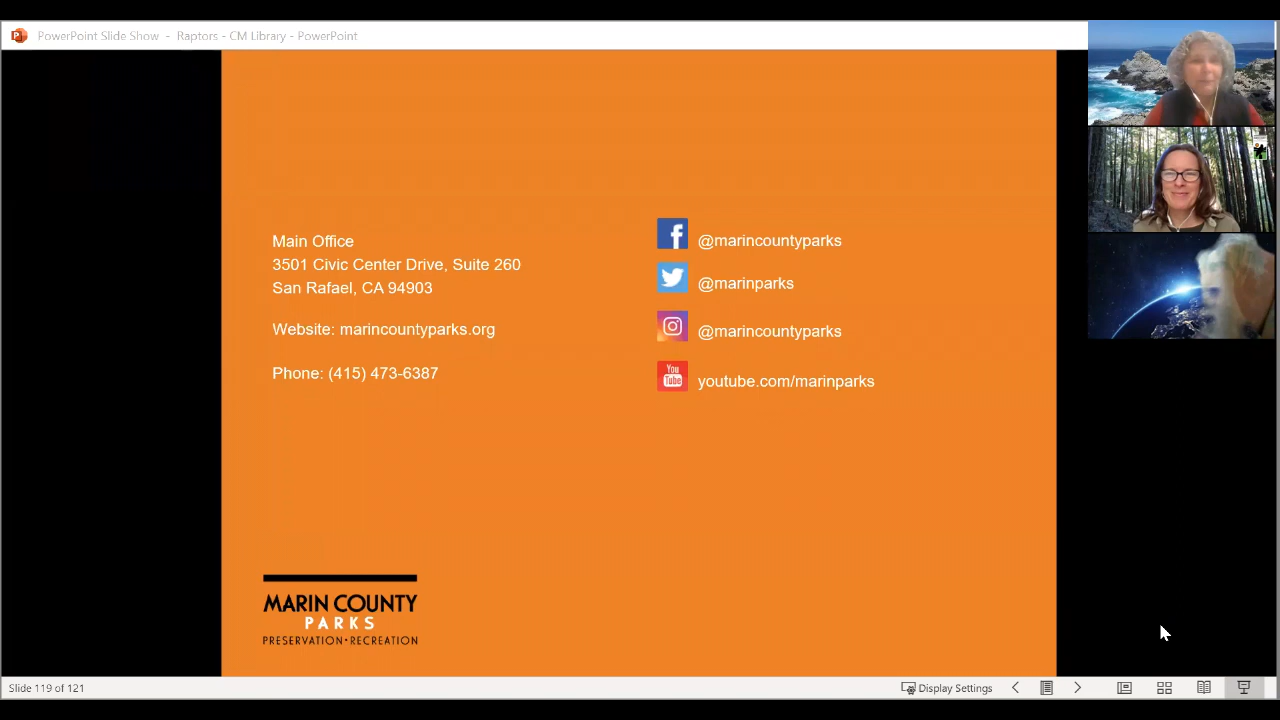 PowerPoint Slide Show - Raptors - CM Library - PowerPoint
Main Office
3501 Civic Center Drive, Suite 260
San Rafael, CA 94903
Website: marincountyparks.org
Phone: (415) 473-6387
@marincountyparks
@marinparks
@marincountyparks
You
Tube
youtube.com/marinparks
MARIN COUNTY
PARKS
PRESERVATION·RECREATION
Slide 119 of 121
Display Settings